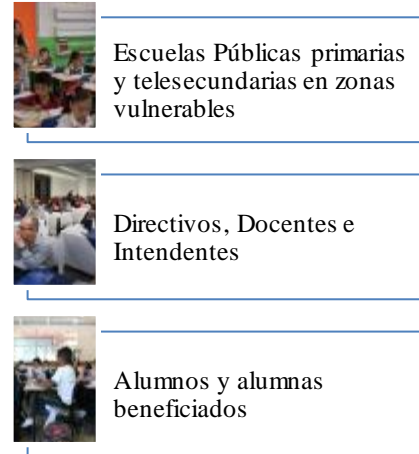 Escuelas Públicas primarias
y telesecundarias en zonas
vulnerables
Directivos, Docentes e
Intendentes
Alumnos y alumnas
beneficiados